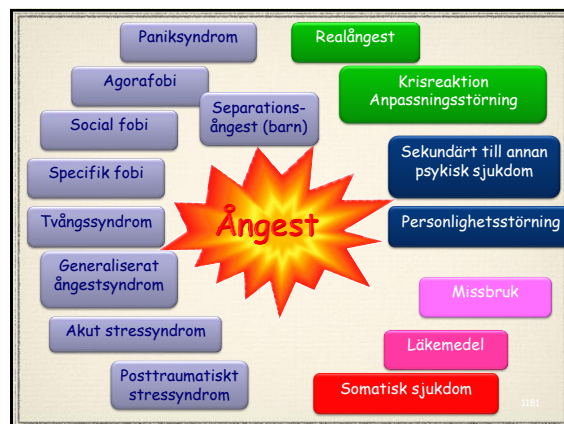 Paniksyndrom
Realångest
Agorafobi
Krisreaktion
Anpassningsstörning
Separations-
ångest (barn)
Social fobi
Sekundärt till annan
psykisk sjukdom
Specifik fobi
Ångest
Tvångssyndrom
Personlighetsstörning
Generaliserat
ångestsyndrom
Missbruk
Akut stressyndrom
Läkemedel
Posttraumatiskt
stressyndrom
Somatisk sjukdom